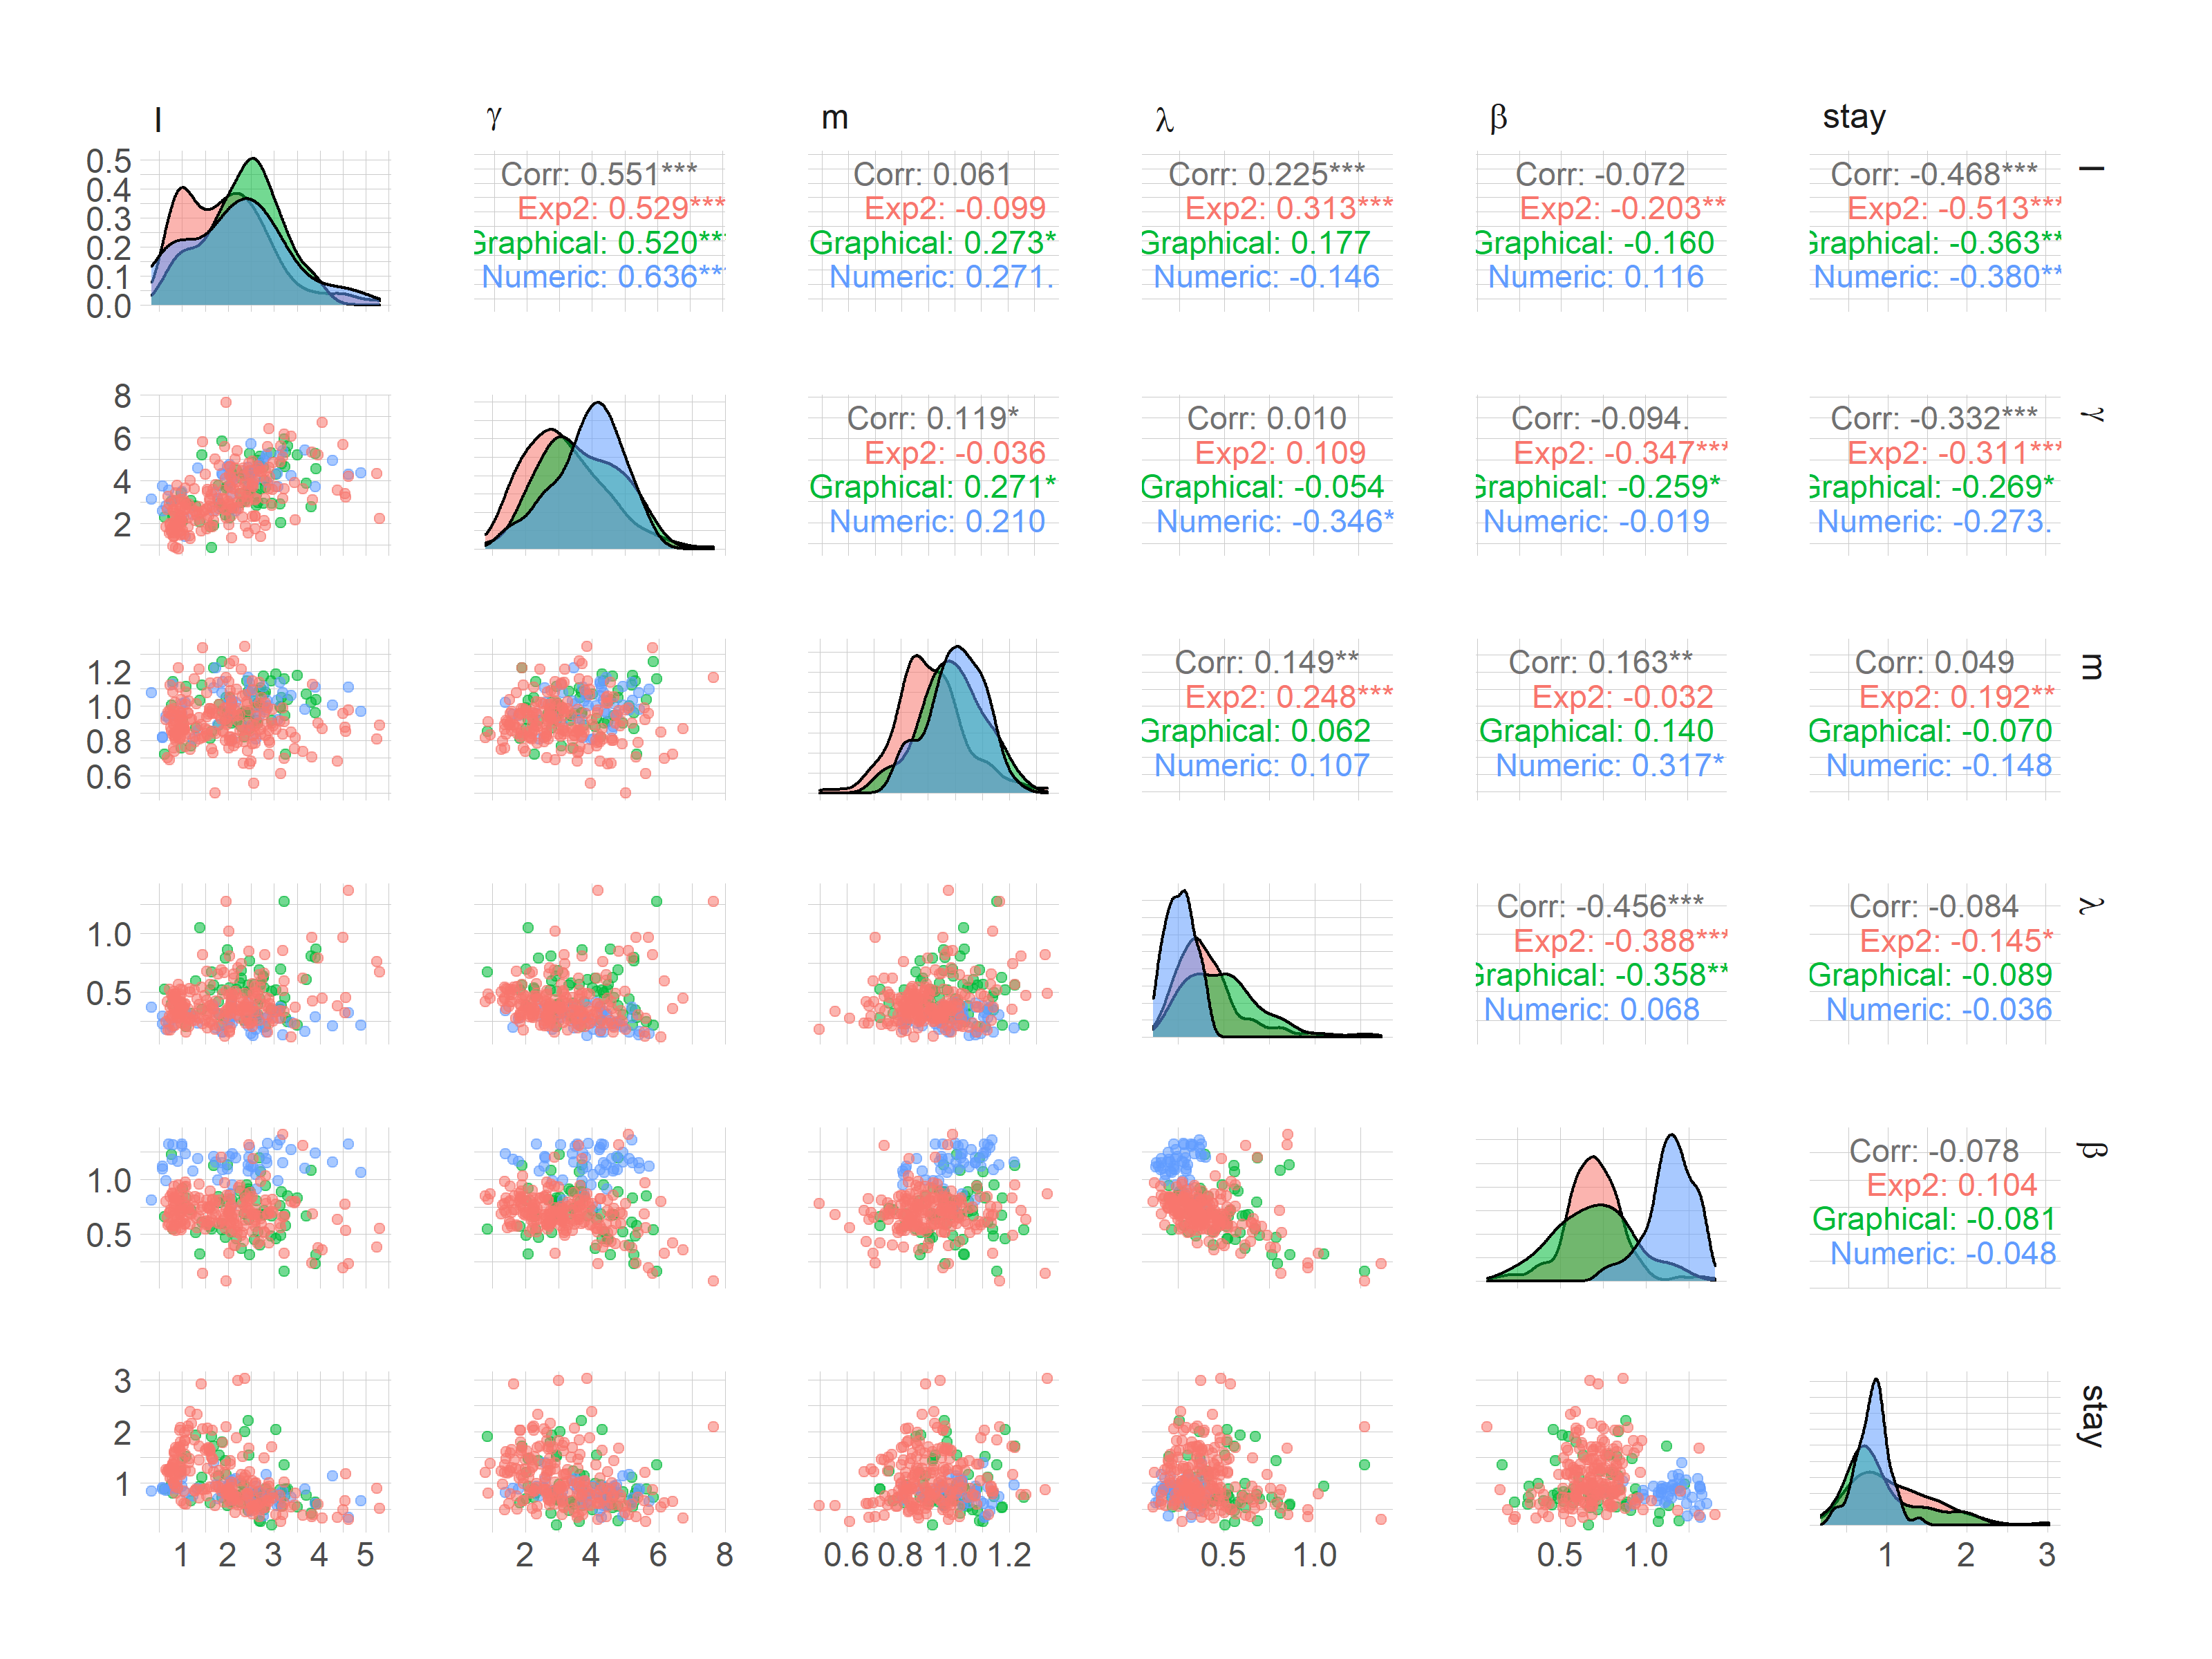 l γ m λ β stay
0.5
0.4
0.3
0.2
0.1
0.0
Corr: 0.551***
Exp2: 0.529***
Graphical: 0.520***
Numeric: 0.636***
Corr: 0.061
Exp2: -0.099
Graphical: 0.273*
Numeric: 0.271.
Corr: 0.225***
Exp2: 0.313***
Graphical: 0.177
Numeric: -0.146
Corr: -0.072
Exp2: -0.203**
Graphical: -0.160
Numeric: 0.116
Corr: -0.468***
Exp2: -0.513***
Graphical: -0.363**
Numeric: -0.380**
l
8
6
4
2
Corr: 0.119*
Exp2: -0.036
Graphical: 0.271*
Numeric: 0.210
Corr: 0.010
Exp2: 0.109
Graphical: -0.054
Numeric: -0.346*
Corr: -0.094.
Exp2: -0.347***
Graphical: -0.259*
Numeric: -0.019
Corr: -0.332***
Exp2: -0.311***
Graphical: -0.269*
Numeric: -0.273.
γ
1.2
1.0
0.8
0.6
Corr: 0.149**
Exp2: 0.248***
Graphical: 0.062
Numeric: 0.107
Corr: 0.163**
Exp2: -0.032
Graphical: 0.140
Numeric: 0.317*
Corr: 0.049
Exp2: 0.192**
Graphical: -0.070
Numeric: -0.148
m
1.0
0.5
Corr: -0.456***
Exp2: -0.388***
Graphical: -0.358**
Numeric: 0.068
Corr: -0.084
Exp2: -0.145*
Graphical: -0.089
Numeric: -0.036
λ
1.0
0.5
Corr: -0.078
Exp2: 0.104
Graphical: -0.081
Numeric: -0.048
β
3
2
1
stay
1 2 3 4 5
2 4 6 8
0.6 0.8 1.0 1.2
0.5 1.0
0.5 1.0
1 2 3